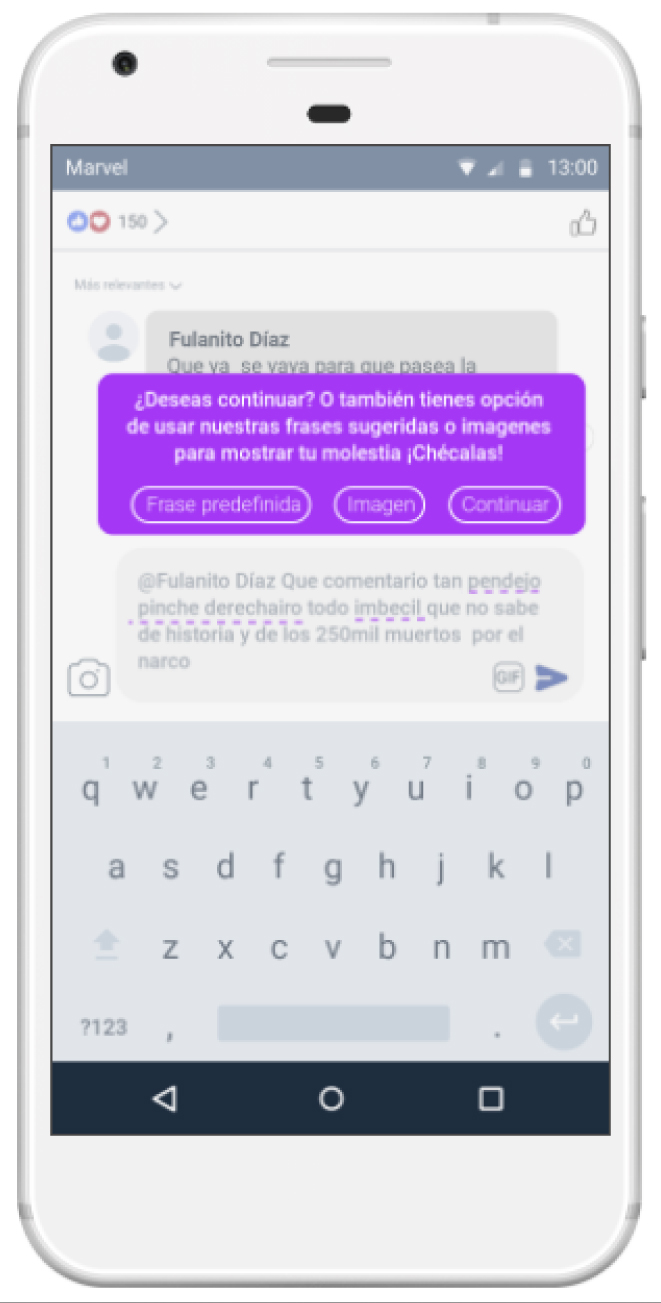 Marvel 13:00
150
Más relevantes
Fulanito Díaz
Que va se vaya para que pasea la
¿Deseas continuar? O también tienes opción
de usar nuestras frases sugeridas o imagenes
para mostrar tu molestia ¡Chécalas!
Frase predefinida Imagen Continuar
@Fulanito Díaz Que comentario tan pendejo
pinche derechairo todo imbecil que no sabe
de historia y de los 250mil muertos por el
narco
GIF
1 2 3 4 5 6 7 8 9 0
q w e r t y u i o p
a s d f g h j k l
z x c v b n m
?123 , .